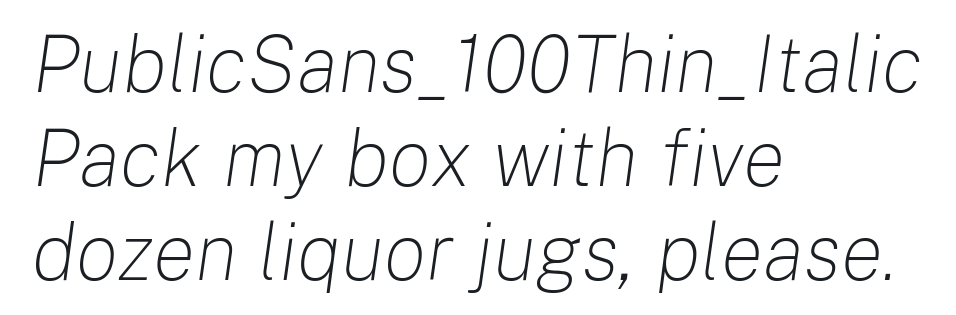 PublicSans_100Thin_Italic
Pack my box with five
dozen liquor jugs, please.